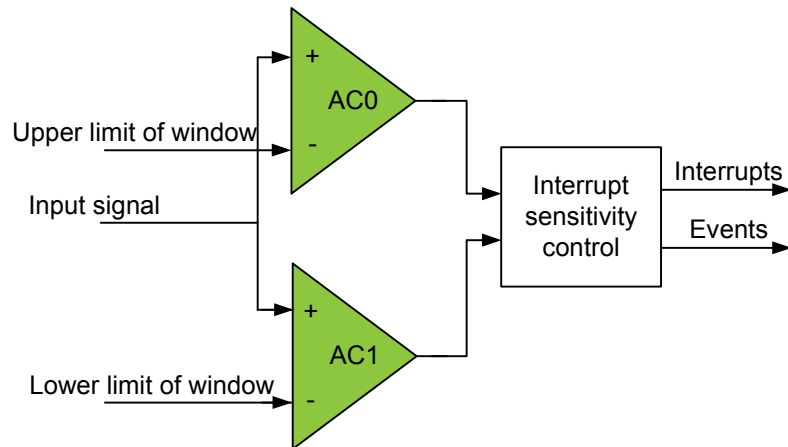 +
AC0
-
Upper limit of window
Input signal
Interrupt
sensitivity
control
Interrupts
Events
+
AC1
-
Lower limit of window